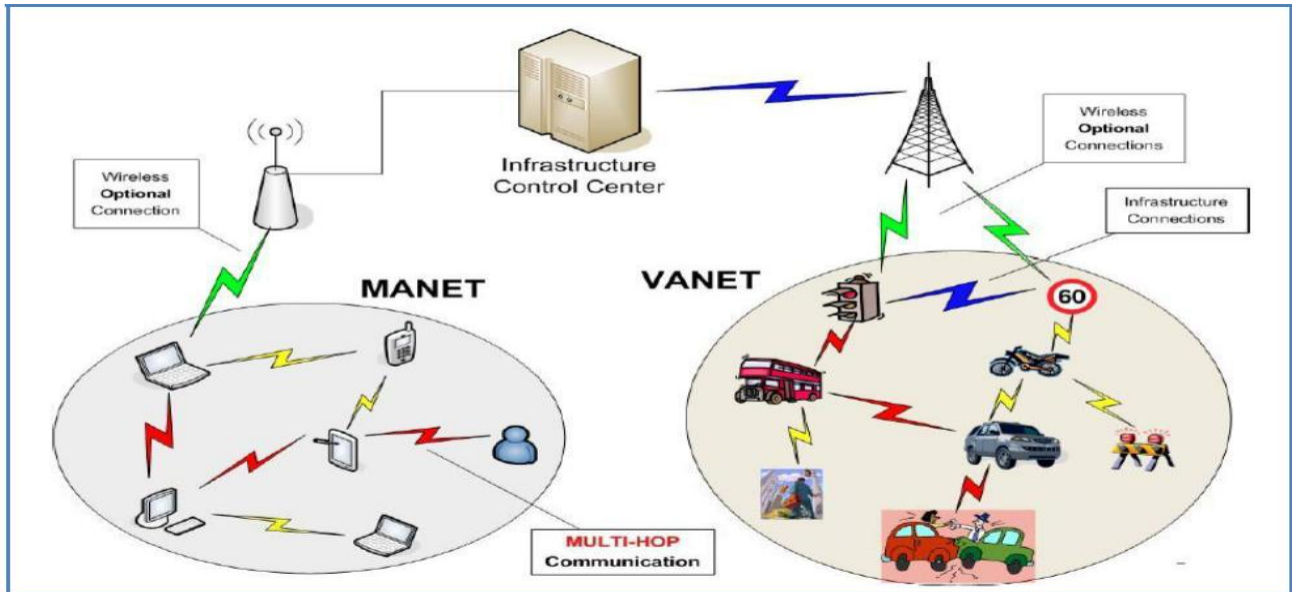 Infrastructure
Control Center
Wireless
Optional
Connection
Wireless
Optional
Connections
Infrastructure
Connections
MANET
VANET
60
MULTI-HOP
Communication